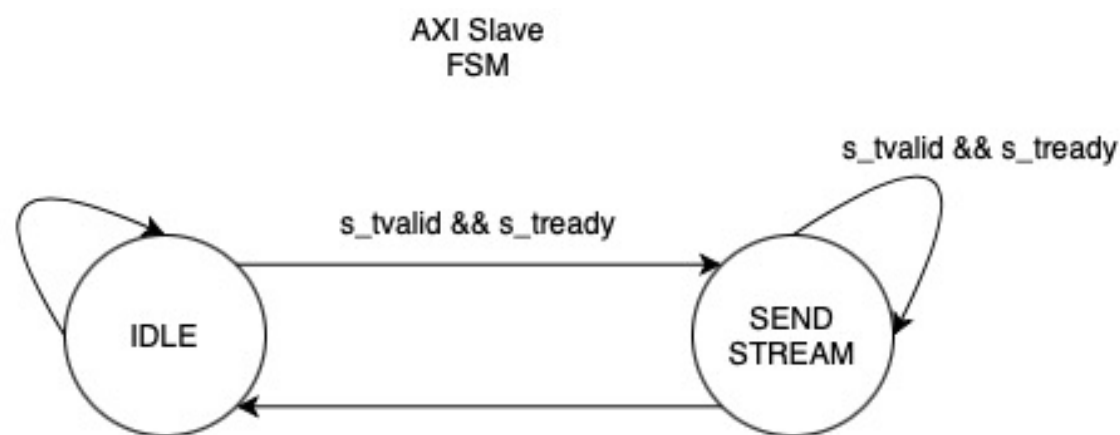 AXI Slave
FSM
s_tvalid && s_tready
s_tvalid && s_tready
IDLE
SEND
STREAM